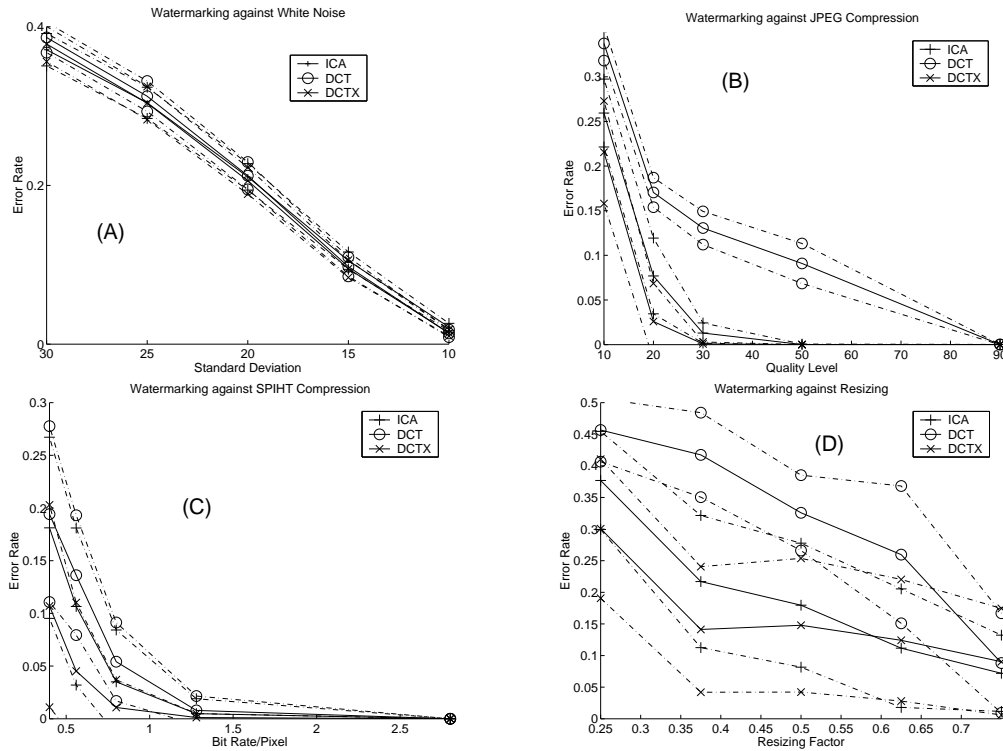 Watermarking against White Noise
0.4
0.2
0
Error Rate
ICA
DCT
DCTX
(A)
30
25
20
15
10
Standard Deviation
Watermarking against JPEG Compression
0.3
0.25
0.2
0.15
0.1
0.05
0
Error Rate
ICA
DCT
DCTX
(B)
10
20
30
40
50
60
70
80
90
Quality Level
Watermarking against SPIHT Compression
0.3
0.25
0.2
0.15
0.1
0.05
0
Error Rate
ICA
DCT
DCTX
(C)
0.5
1
1.5
2
2.5
Bit Rate/Pixel
Watermarking against Resizing
0.5
0.45
0.4
0.35
0.3
0.25
0.2
0.15
0.1
0.05
0
Error Rate
ICA
DCT
DCTX
(D)
0.25
0.3
0.35
0.4
0.45
0.5
0.55
0.6
0.65
0.7
Resizing Factor